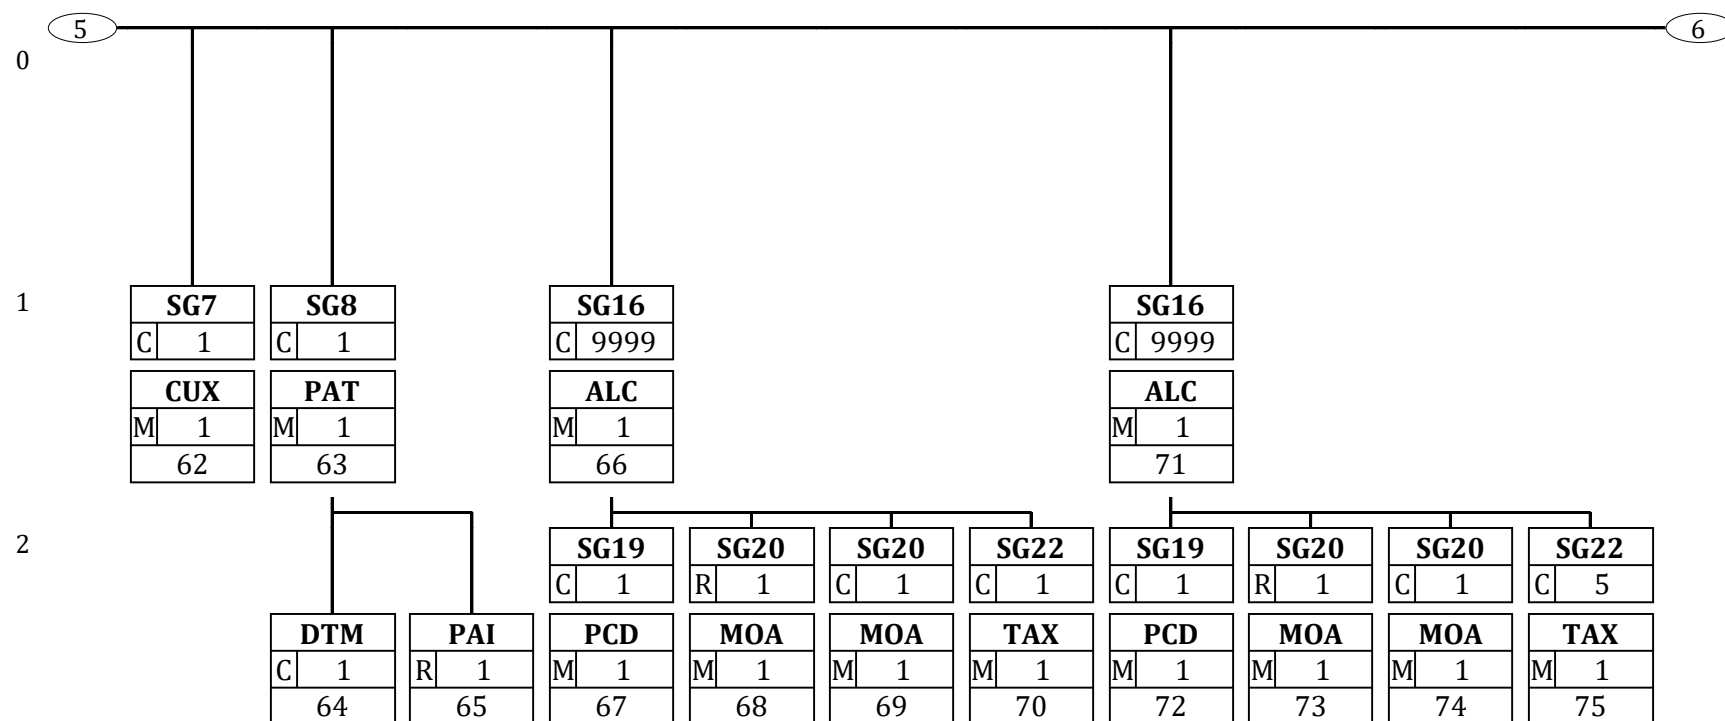 5 6
0
1
SG7 SG8 SG16 SG16
C 1 C 1 C 9999 C 9999
CUX PAT ALC ALC
M 1 M 1 M 1 M 1
62 63 66 71
2
SG19 SG20 SG20 SG22 SG19 SG20 SG20 SG22
C 1 R 1 C 1 C 1 C 1 R 1 C 1 C 5
DTM PAI PCD MOA MOA TAX PCD MOA MOA TAX
C 1 R 1 M 1 M 1 M 1 M 1 M 1 M 1 M 1 M 1
64 65 67 68 69 70 72 73 74 75